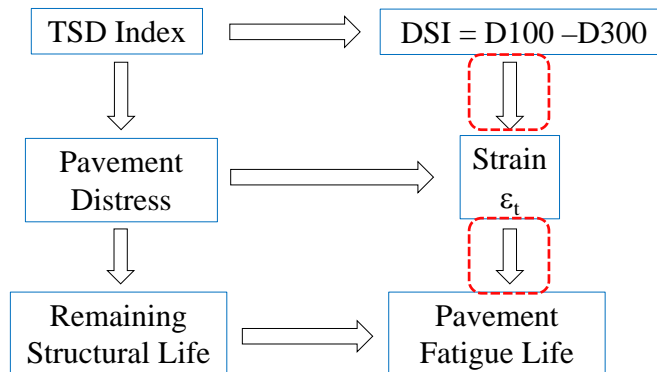 TSD Index
DSI = D100 –D300
Pavement
Distress
Strain
εt
Remaining
Structural Life
Pavement
Fatigue Life